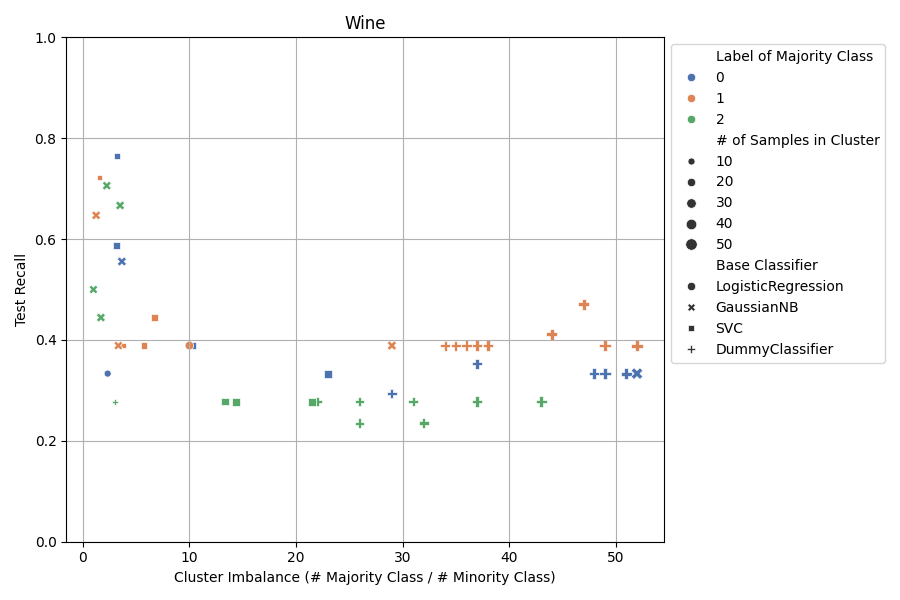 Wine
Test Recall
1.0
0.8
0.6
0.4
0.2
0.0
0 10 20 30 40 50
Cluster Imbalance (# Majority Class / # Minority Class)
Label of Majority Class
0
1
2
# of Samples in Cluster
10
20
30
40
50
Base Classifier
LogisticRegression
GaussianNB
SVC
DummyClassifier